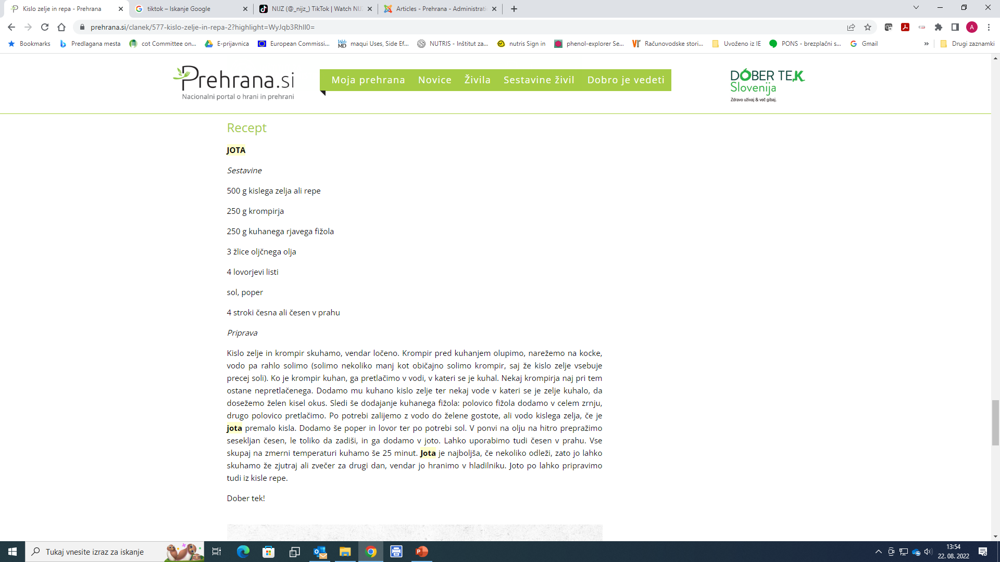 Kislo zelje in repa - Prehrana
tiktok – Iskanje Google
NIJZ (@_nijz_) TikTok | Watch NIJ
Articles - Prehrana - Administrati
prehrana.si/clanek/577-kislo-zelje-in-repa-2?highlight=WyJqb3RhIl0=
A
Bookmarks
Predlagana mesta
cot Committee on...
E-prijavnica
European Commissi...
maqui Uses, Side Ef...
NUTRIS - Inštitut za...
nutris Sign in
phenol-explorer Se...
Računovodske stori...
Uvoženo iz IE
PONS - brezplačni s...
Gmail
»
Drugi zaznamki
Prehrana.si
Nacionalni portal o hrani in prehrani
Moja prehrana Novice Živila Sestavine živil Dobro je vedeti
DOBER TEK
Slovenija
Zdravo uživaj & več gibaj.
Recept
JOTA
Sestavine
500 g kislega zelja ali repe
250 g krompirja
250 g kuhanega rjavega fižola
3 žlice oljčnega olja
4 lovorjevi listi
sol, poper
4 stroki česna ali česen v prahu
Priprava
Kislo zelje in krompir skuhamo, vendar ločeno. Krompir pred kuhanjem olupimo, narežemo na kocke,
vodo pa rahlo solimo (solimo nekoliko manj kot običajno solimo krompir, saj že kislo zelje vsebuje
precej soli). Ko je krompir kuhan, ga pretlačimo v vodi, v kateri se je kuhal. Nekaj krompirja naj pri tem
ostane nepretlačenega. Dodamo mu kuhano kislo zelje ter nekaj vode v kateri se je zelje kuhalo, da
dosežemo želen kisel okus. Sledi še dodajanje kuhanega fižola: polovico fižola dodamo v celem zrnju,
drugo polovico pretlačimo. Po potrebi zalijemo z vodo do želene gostote, ali vodo kislega zelja, če je
jota premalo kisla. Dodamo še poper in lovor ter po potrebi sol. V ponvi na olju na hitro prepražimo
sesekljan česen, le toliko da zadiši, in ga dodamo v joto. Lahko uporabimo tudi česen v prahu. Vse
skupaj na zmerni temperaturi kuhamo še 25 minut. Jota je najboljša, če nekoliko odleži, zato jo lahko
skuhamo že zjutraj ali zvečer za drugi dan, vendar jo hranimo v hladilniku. Joto po lahko pripravimo
tudi iz kisle repe.
Dober tek!
Tukaj vnesite izraz za iskanje
13:54
22. 08. 2022